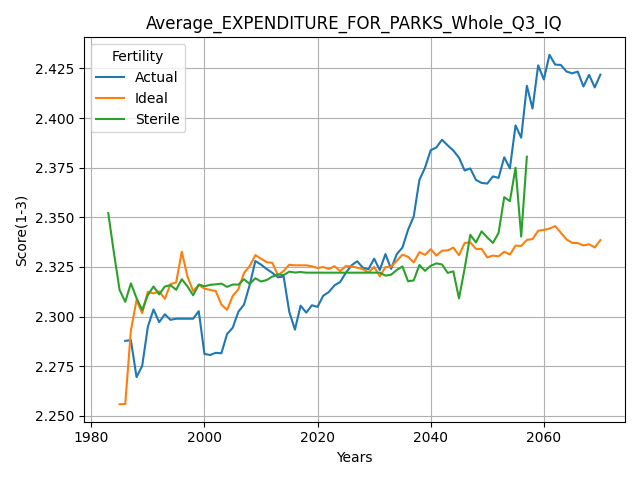 Average_EXPENDITURE_FOR_PARKS_Whole_Q3_IQ
Fertility
Actual
Ideal
Sterile
Score(1-3)
2.425
2.400
2.375
2.350
2.325
2.300
2.275
2.250
1980 2000 2020 2040 2060
Years